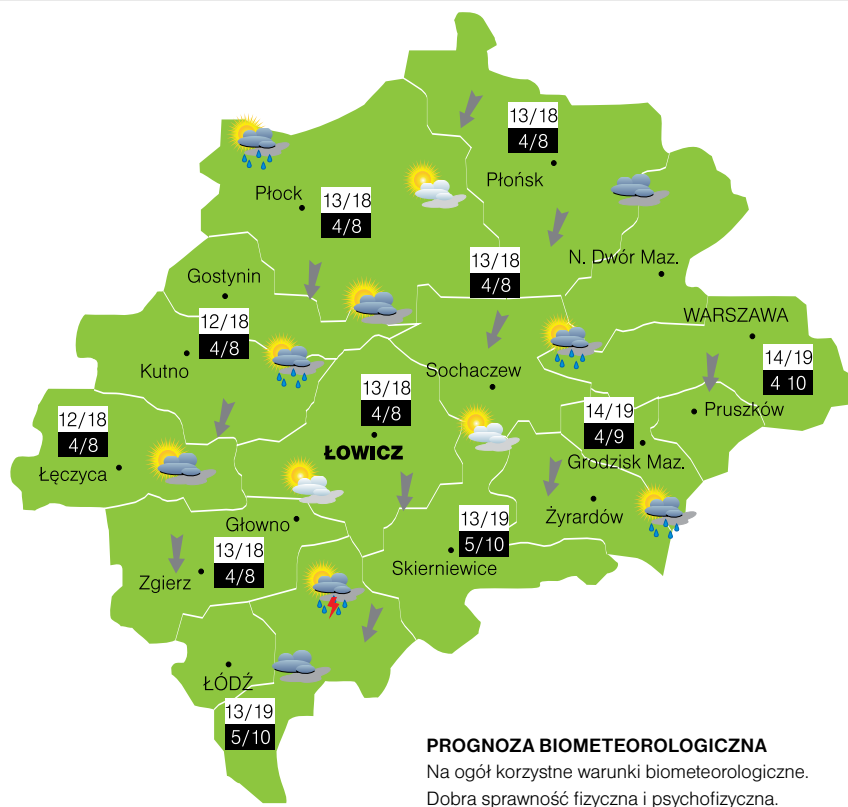 13/18
4/8
Płońsk
Płock
13/18
4/8
N. Dwór Maz.
13/18
4/8
Gostynin
12/18
4/8
Kutno
WARSZAWA
14/19
4 10
Sochaczew
13/18
4/8
ŁOWICZ
12/18
4/8
Łęczyca
14/19
4/9
Pruszków
Grodzisk Maz.
Żyrardów
Głowno
13/19
5/10
Skierniewice
13/18
4/8
Zgierz
ŁÓDŹ
13/19
5/10
PROGNOZA BIOMETEOROLOGICZNA
Na ogół korzystne warunki biometeorologiczne.
Dobra sprawność fizyczna i psychofizyczna.